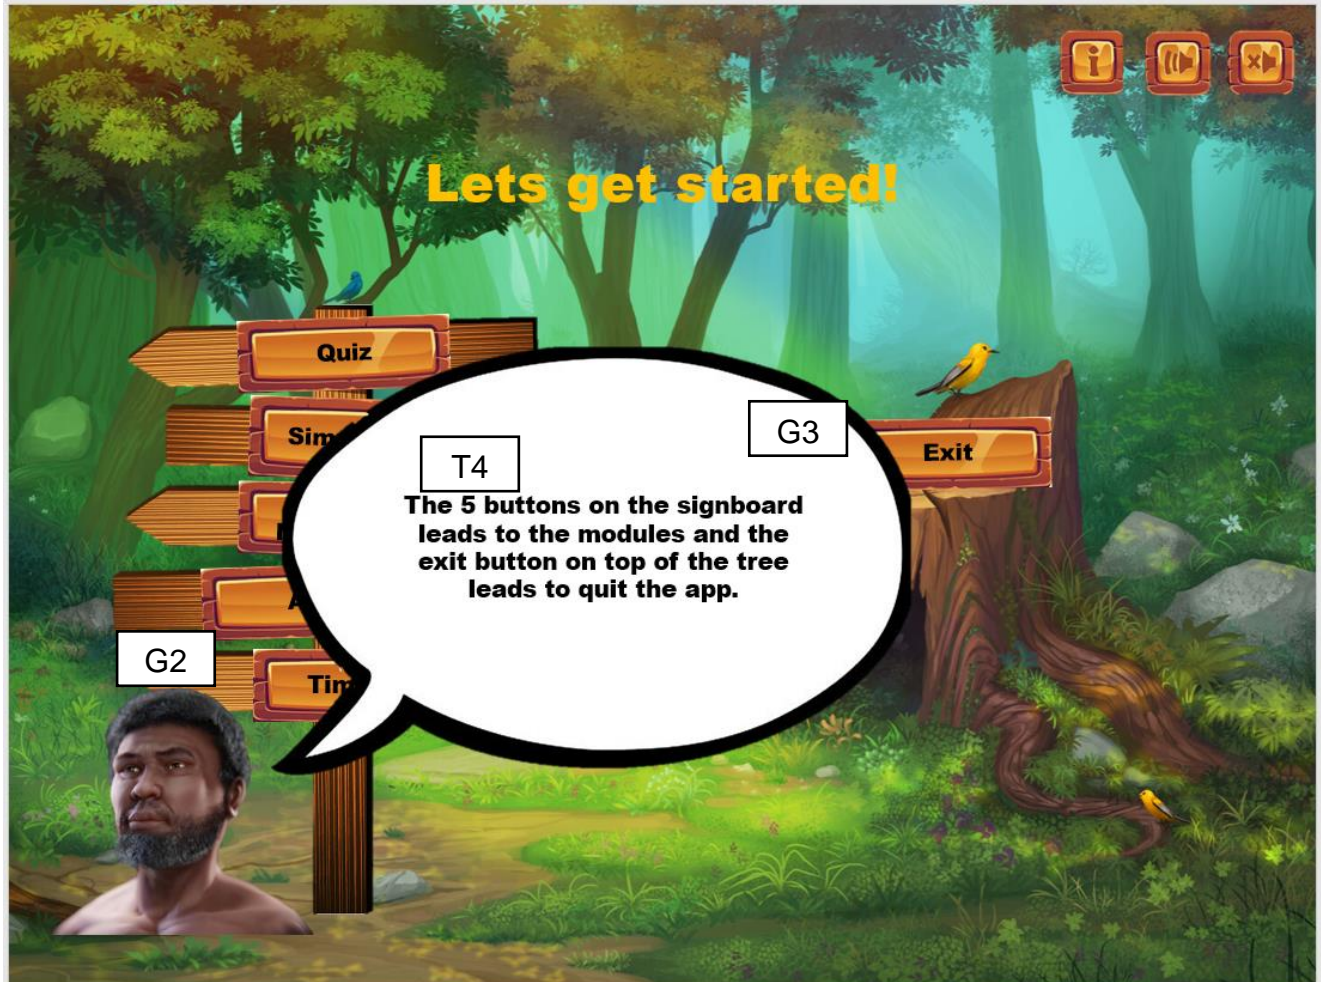 Lets get started!
Quiz
G3
Exit
T4
The 5 buttons on the signboard
leads to the modules and the
exit button on top of the tree
leads to quit the app.
G2